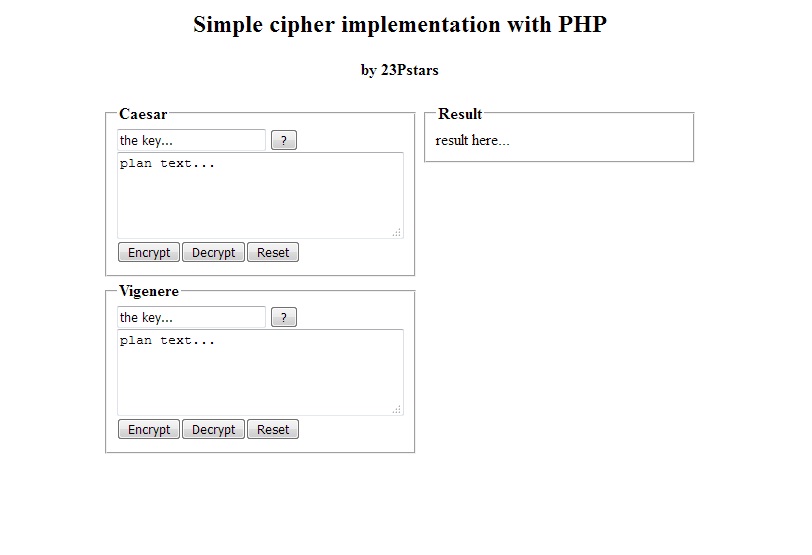 Simple cipher implementation with PHP
by 23Pstars
Caesar
the key...
?
plan text...
Encrypt Decrypt Reset
Vigenere
the key...
?
plan text...
Encrypt Decrypt Reset
Result
result here...